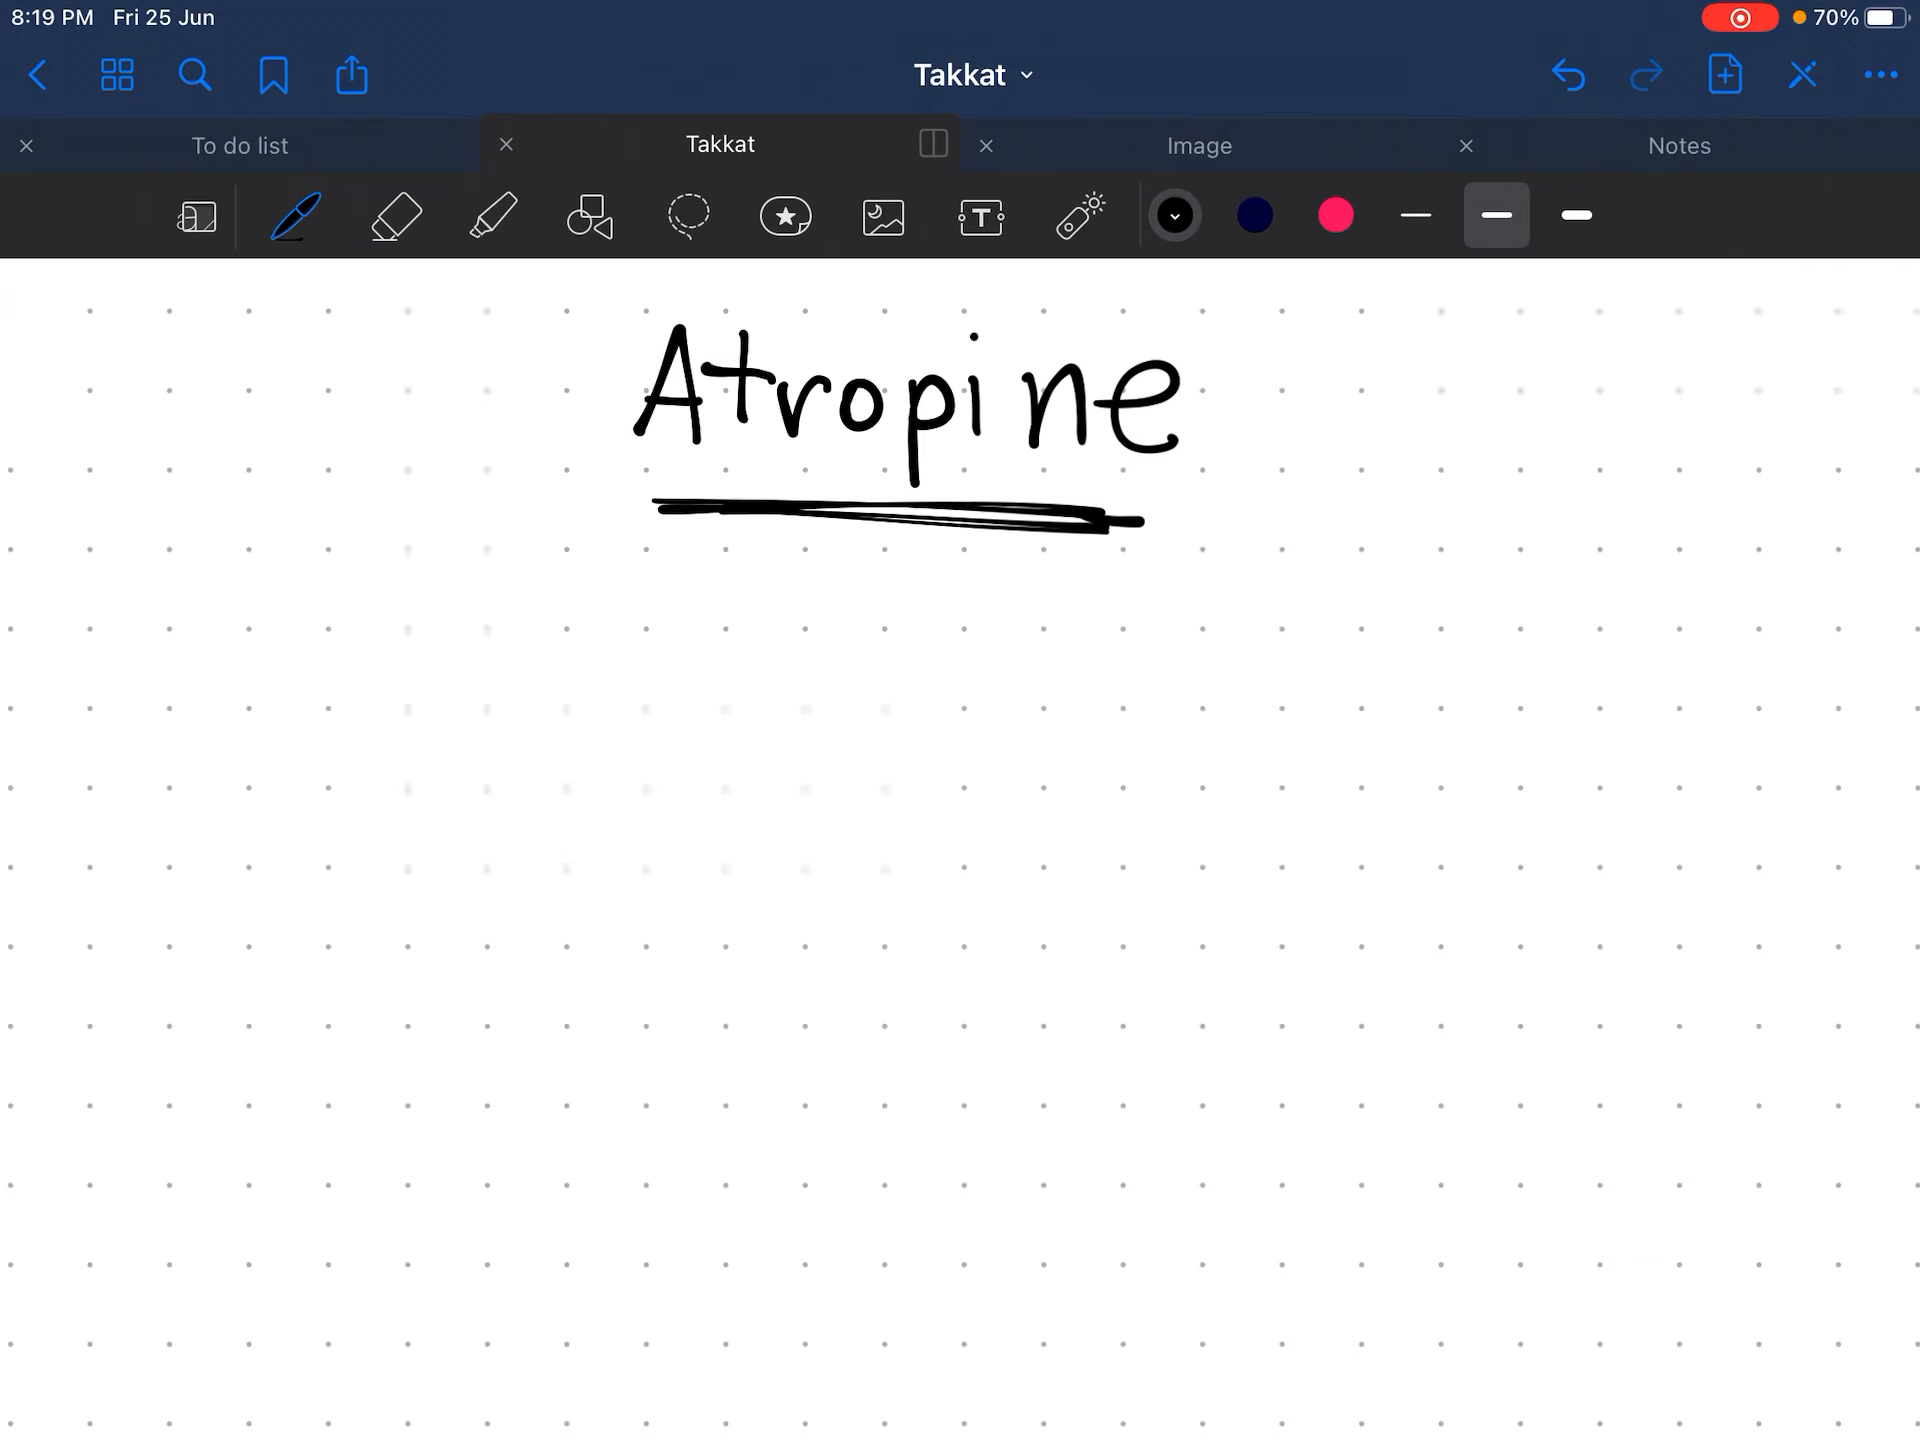 8:19 PM Fri 25 Jun 70%
Takkat
To do list Takkat Image Notes
Atropine